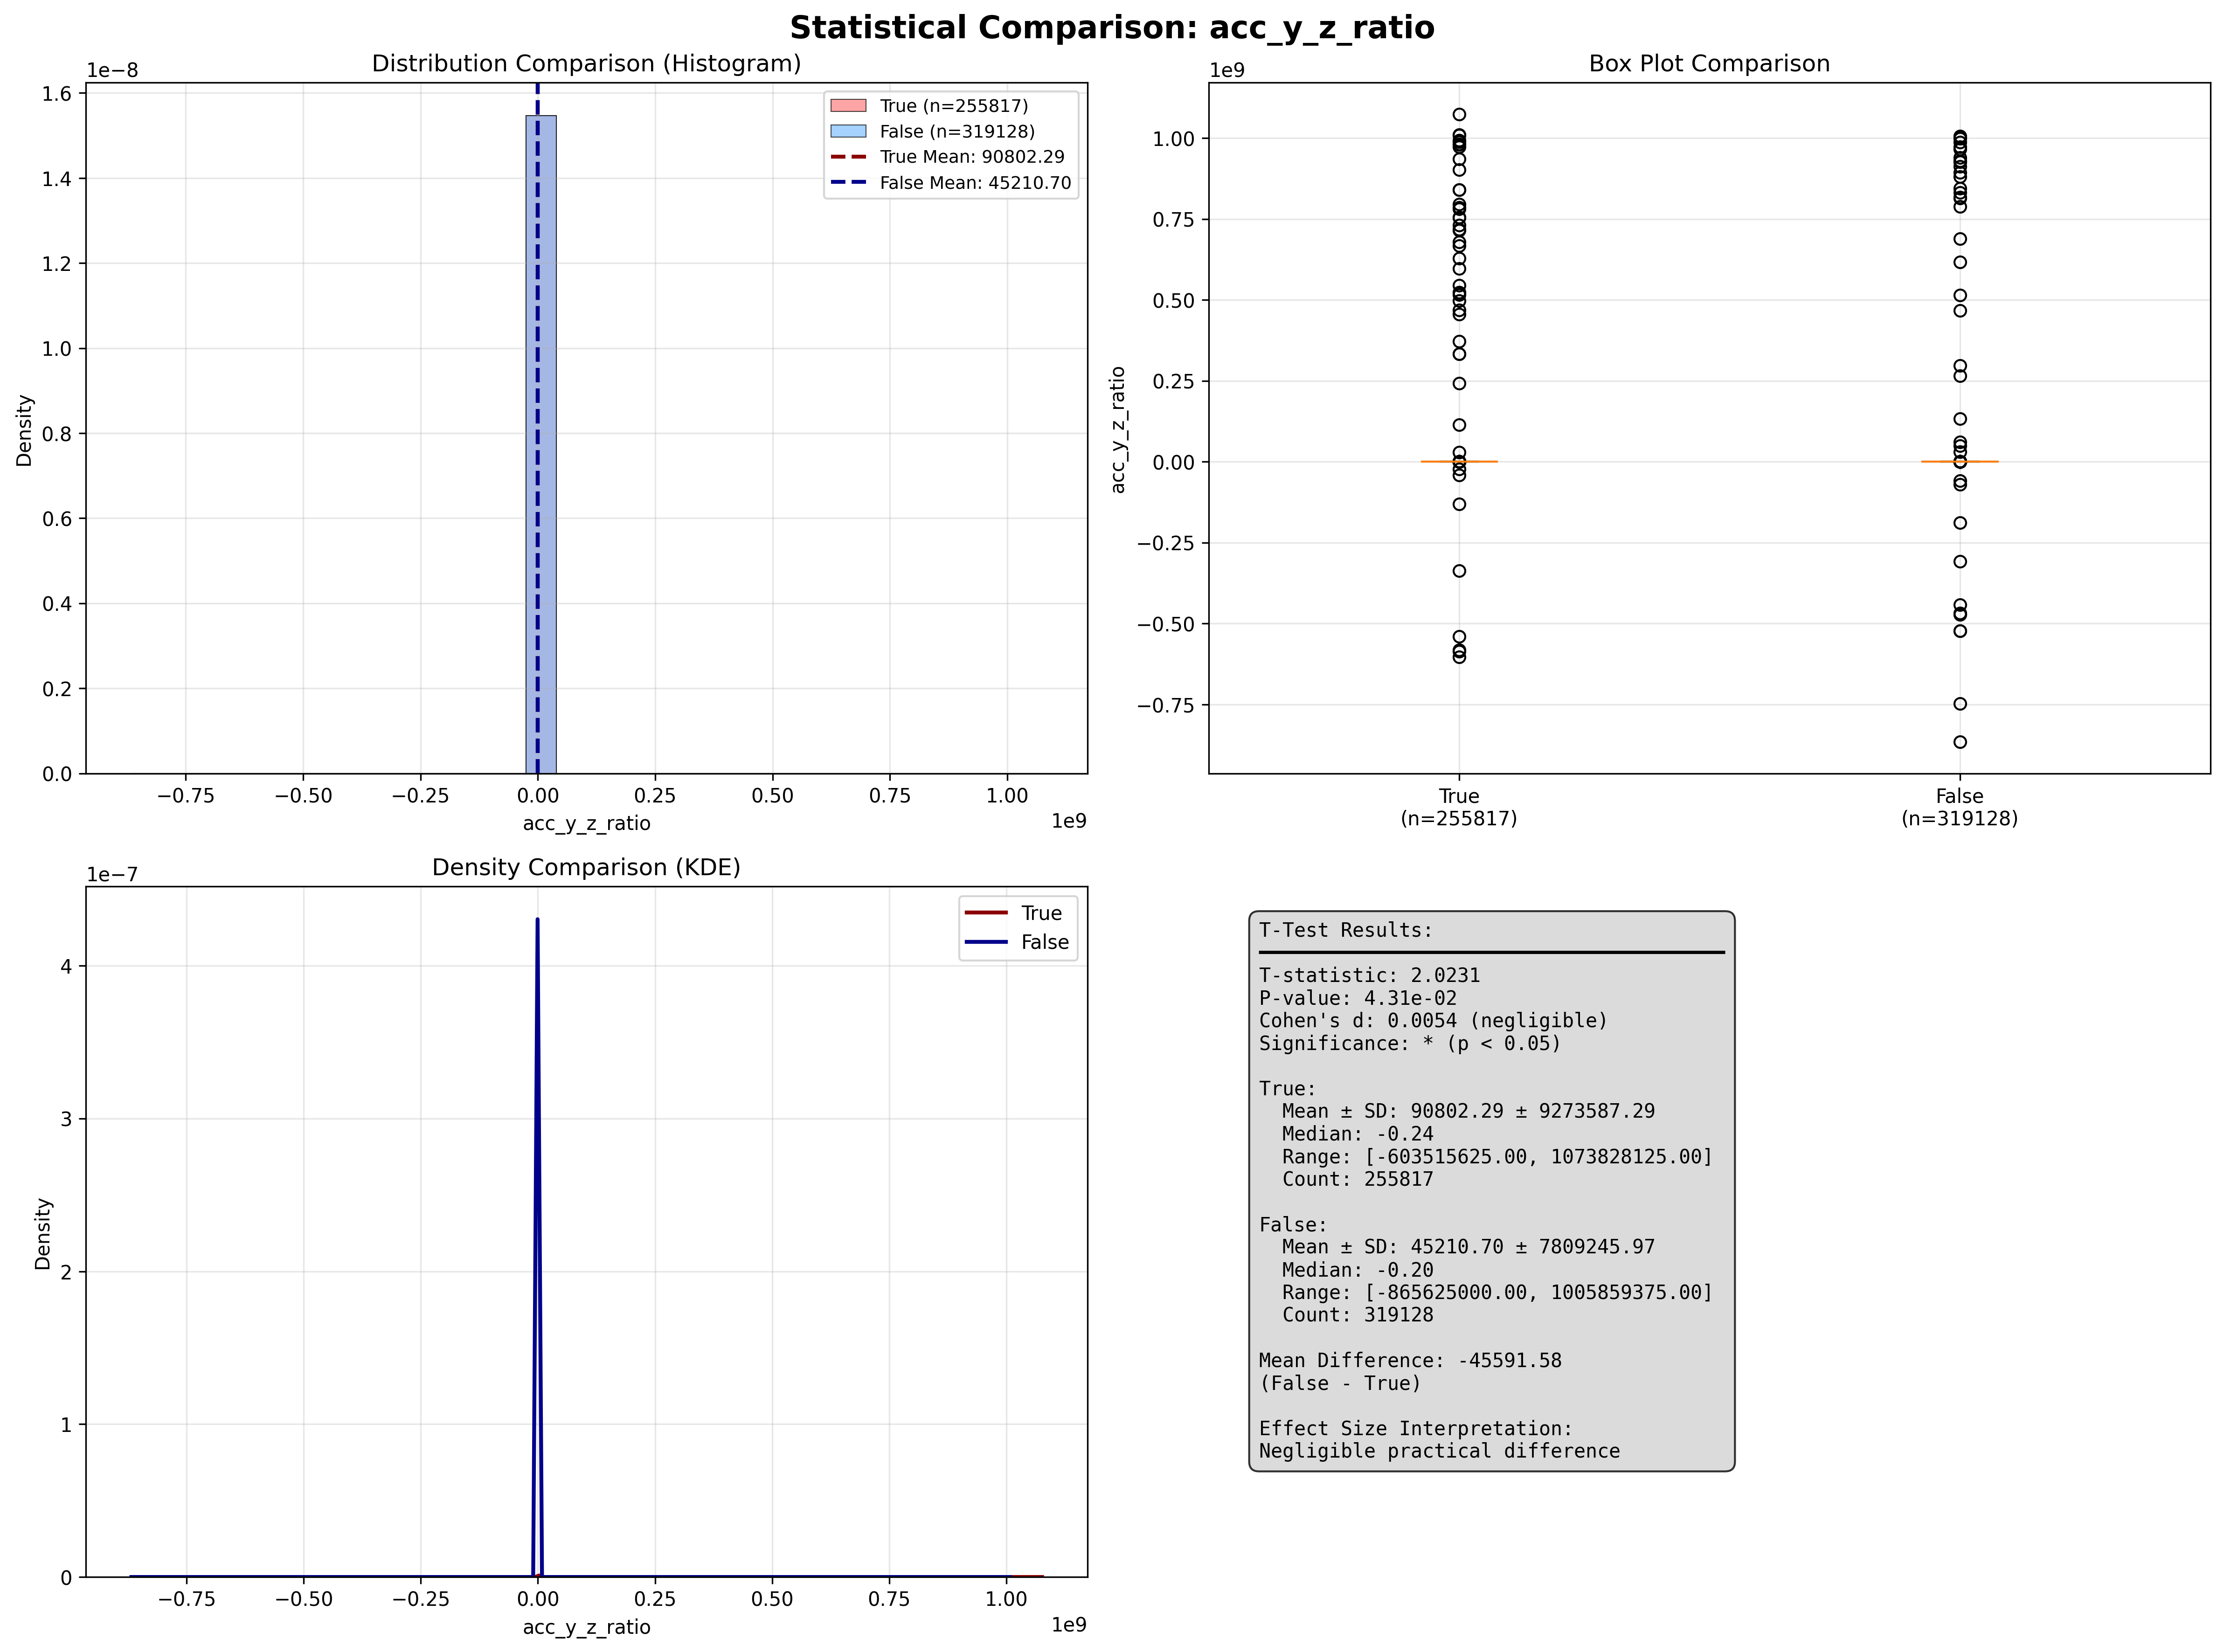 Statistical Comparison: acc_y_z_ratio
Distribution Comparison (Histogram)
1e−8
1.6
1.4
1.2
1.0
0.8
0.6
0.4
0.2
0.0
Density
True (n=255817)
False (n=319128)
True Mean: 90802.29
False Mean: 45210.70
−0.75
−0.50
−0.25
0.00
0.25
0.50
0.75
1.00
1e9
acc_y_z_ratio
Box Plot Comparison
1e9
1.00
0.75
0.50
0.25
0.00
−0.25
−0.50
−0.75
acc_y_z_ratio
True
(n=255817)
False
(n=319128)
Density Comparison (KDE)
1e−7
4
3
2
1
0
Density
True
False
−0.75
−0.50
−0.25
0.00
0.25
0.50
0.75
1.00
1e9
acc_y_z_ratio
T-Test Results:
T-statistic: 2.0231
P-value: 4.31e-02
Cohen's d: 0.0054 (negligible)
Significance: * (p < 0.05)
True:
Mean ± SD: 90802.29 ± 9273587.29
Median: -0.24
Range: [-603515625.00, 1073828125.00]
Count: 255817
False:
Mean ± SD: 45210.70 ± 7809245.97
Median: -0.20
Range: [-865625000.00, 1005859375.00]
Count: 319128
Mean Difference: -45591.58
(False - True)
Effect Size Interpretation:
Negligible practical difference